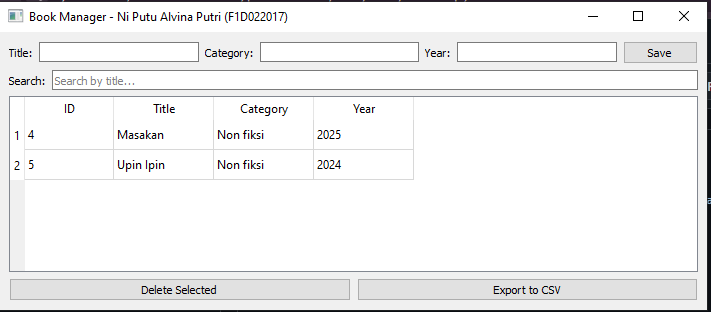 Book Manager - Ni Putu Alvina Putri (F1D022017)
Title: Category: Year: Save
Search: Search by title...
ID Title Category Year
1 4 Masakan Non fiksi 2025
2 5 Upin Ipin Non fiksi 2024
Delete Selected Export to CSV